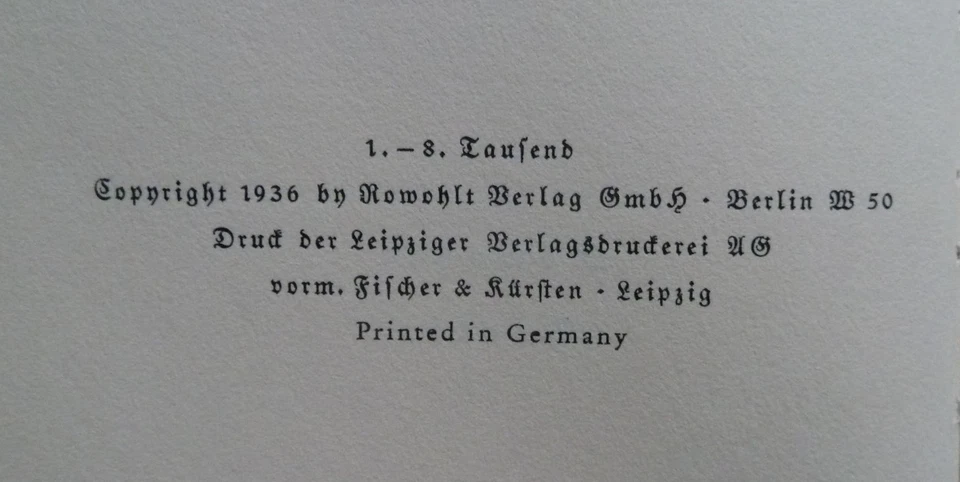 1. – 8. Tauſend
Copyright 1936 by Rowohlt Verlag GmbH · Berlin W 50
Druck der Leipziger Verlagsdruckerei AG
vorm. Fiſcher & Kürſten · Leipzig
Printed in Germany